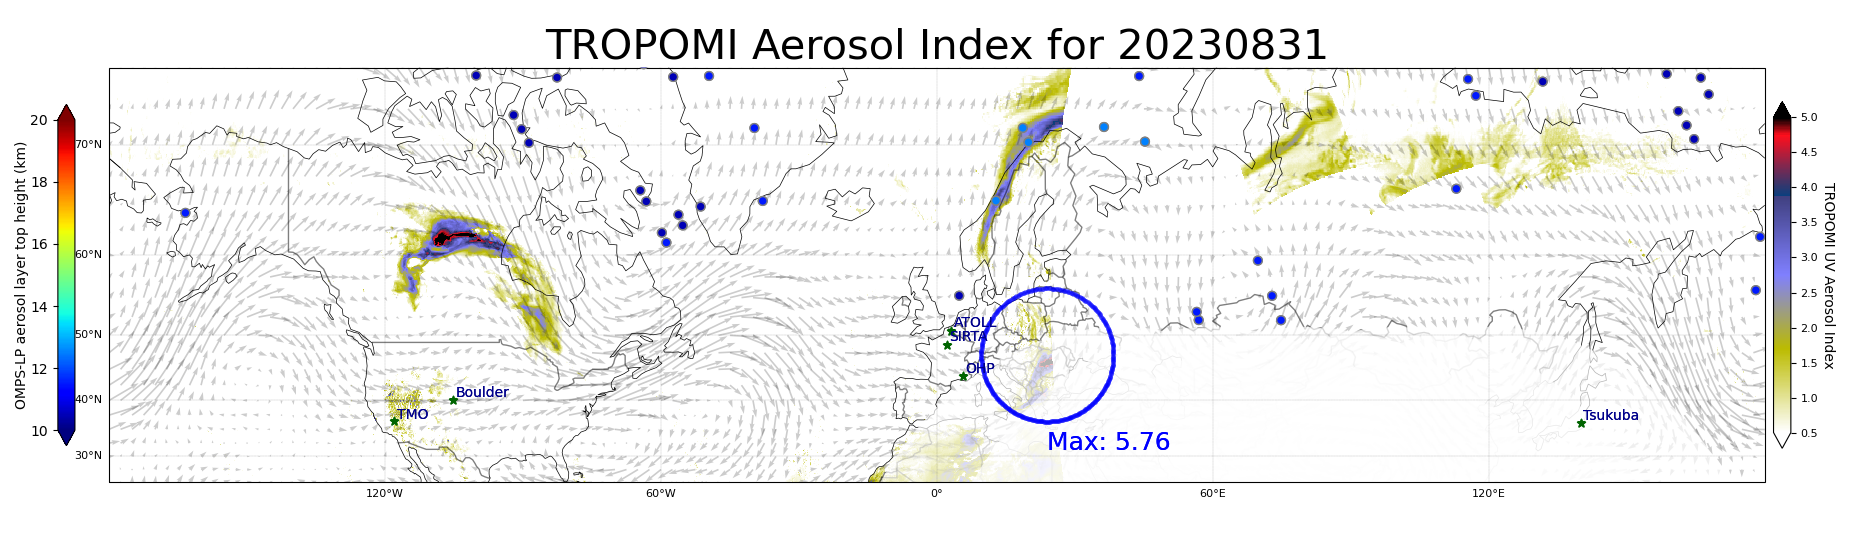 TROPOMI Aerosol Index for 20230831
OMPS-LP aerosol layer top height (km)
20
18
16
14
12
10
70°N
60°N
50°N
40°N
30°N
120°W
60°W
0°
60°E
120°E
ATOLL
SIRTA
OHP
Boulder
TMO
Tsukuba
Max: 5.76
5.0
4.5
4.0
3.5
3.0
2.5
2.0
1.5
1.0
0.5
TROPOMI UV Aerosol Index